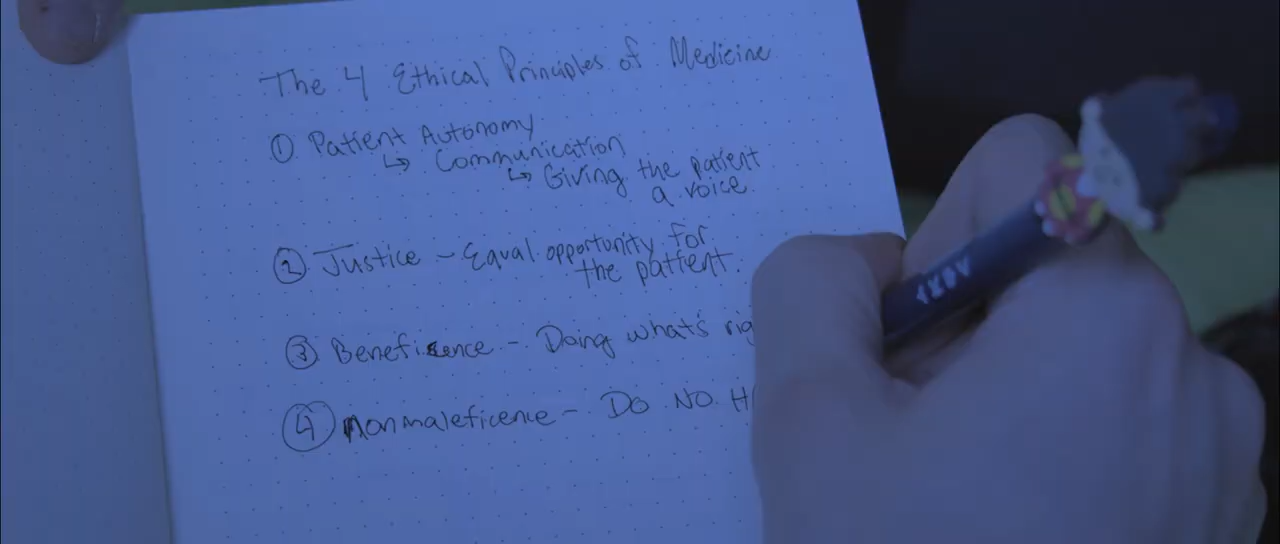 The 4 Ethical Principles of Medicine
① Patient Autonomy
↳ Communication
↳ Giving the patient
a voice.
② Justice - Equal opportunity for
the patient.
③ Beneficence - Doing what's
④ Nonmaleficence - DO NO